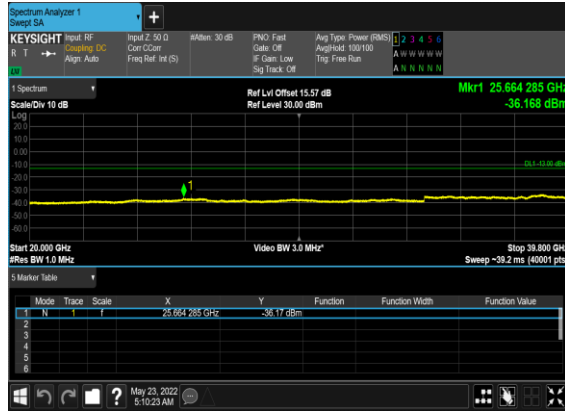 Spectrum Analyzer 1
Swept SA
+
KEYSIGHT Input: RF Input Z: 50 Ω #Atten: 30 dB PNO: Fast Avg Type: Power (RMS) 1 2 3 4 5 6
R T Coupling: DC Corr CCorr Gate: Off Avg|Hold: 100/100 A W W W W W
Align: Auto Freq Ref: Int (S) IF Gain: Low Trig: Free Run
LW Sig Track: Off A N N N N N
1 Spectrum Ref Lvl Offset 15.57 dB Mkr1 25.664 285 GHz
Scale/Div 10 dB Ref Level 30.00 dBm -36.168 dBm
Log
20.0
10.0
0.00
-10.0
DL1 -13.00 dBm
-20.0
-30.0
1
-40.0
-50.0
-60.0
Start 20.000 GHz Video BW 3.0 MHz* Stop 39.800 GHz
#Res BW 1.0 MHz Sweep ~39.2 ms (40001 pts)
5 Marker Table
Mode Trace Scale X Y Function Function Width Function Value
1 N 1 f 25.664 285 GHz -36.17 dBm
2
3
4
5
6
? May 23, 2022
5:10:23 AM